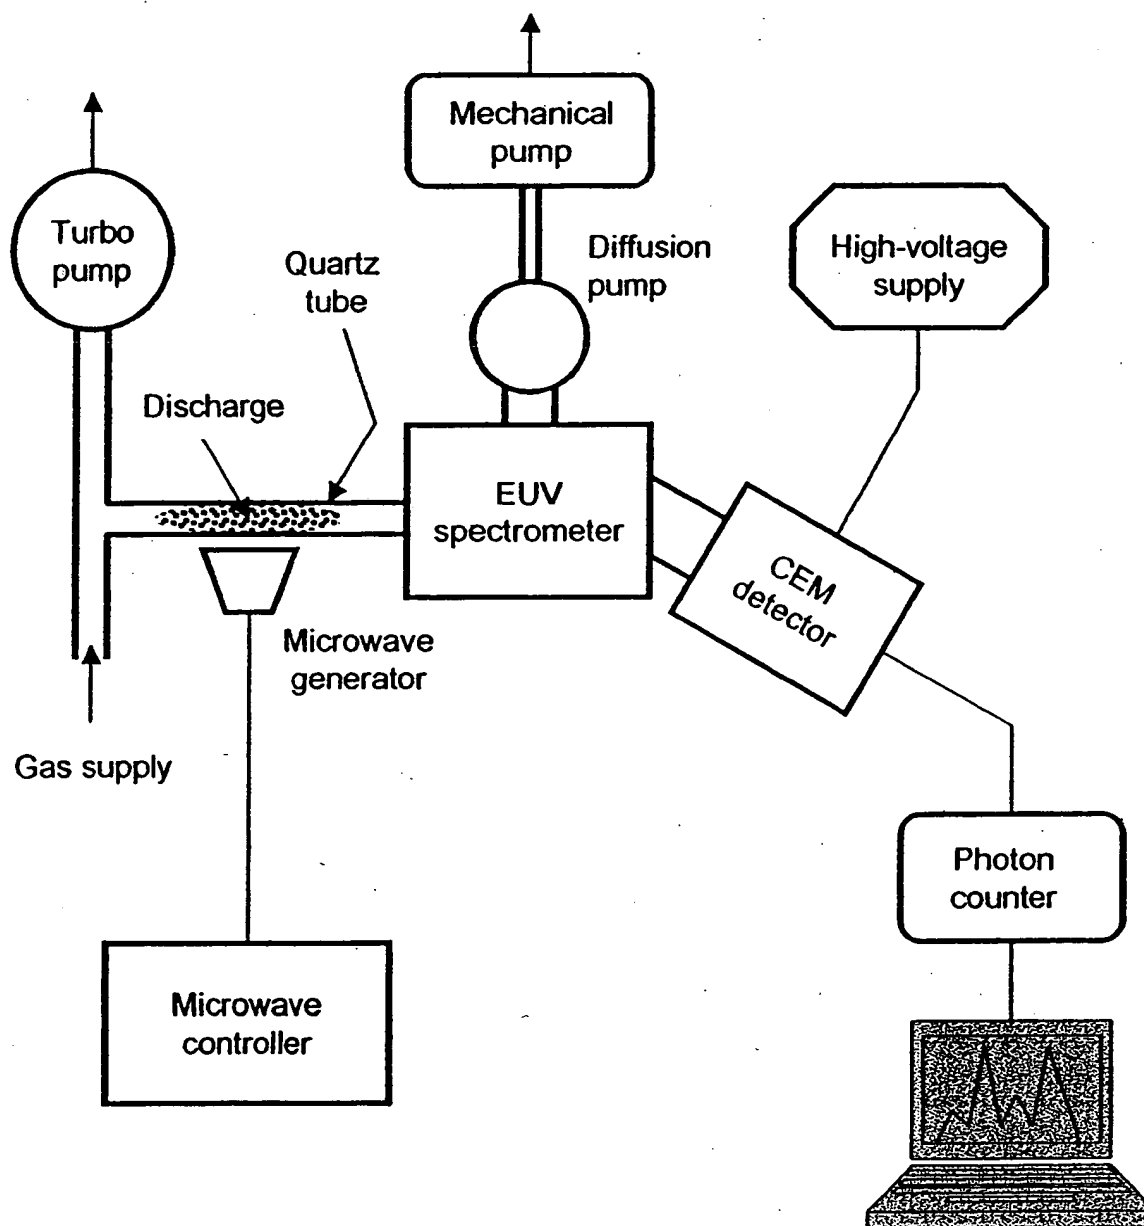 Mechanical
pump
Turbo
pump
Quartz
tube
Diffusion
pump
High-voltage
supply
Discharge
EUV
spectrometer
CEM
detector
Microwave
generator
Gas supply
Photon
counter
Microwave
controller